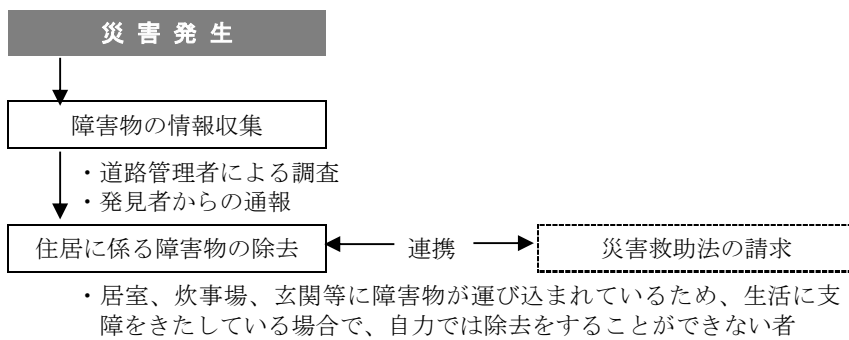 災 害 発 生
障害物の情報収集
・道路管理者による調査
・発見者からの通報
住居に係る障害物の除去
連携
災害救助法の請求
・居室、炊事場、玄関等に障害物が運び込まれているため、生活に支
障をきたしている場合で、自力では除去をすることができない者